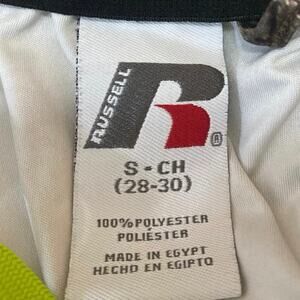 RUSSELL
R®
S - CH
(28-30)
100% POLYESTER
POLIÉSTER
MADE IN EGYPT
HECHO EN EGIPTO